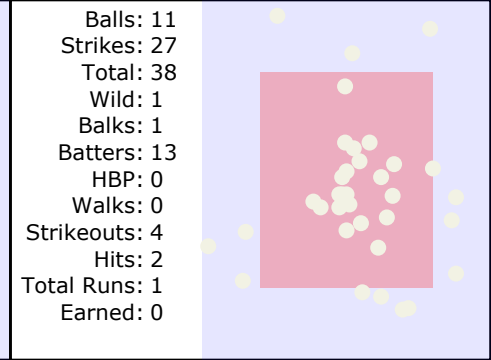 Balls: 11
Strikes: 27
Total: 38
Wild: 1
Balks: 1
Batters: 13
HBP: 0
Walks: 0
Strikeouts: 4
Hits: 2
Total Runs: 1
Earned: 0